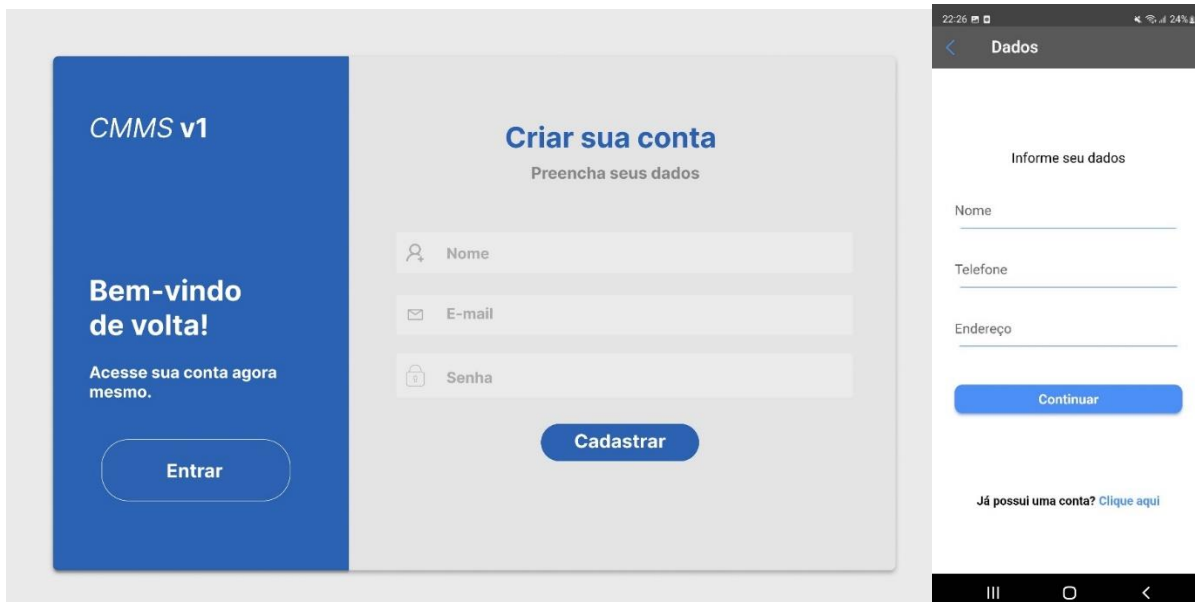 CMMS v1
Bem-vindo
de volta!
Acesse sua conta agora
mesmo.
Entrar
Criar sua conta
Preencha seus dados
Nome
E-mail
Senha
Cadastrar
22:26 24%
Dados
Informe seu dados
Nome
Telefone
Endereço
Continuar
Já possui uma conta? Clique aqui